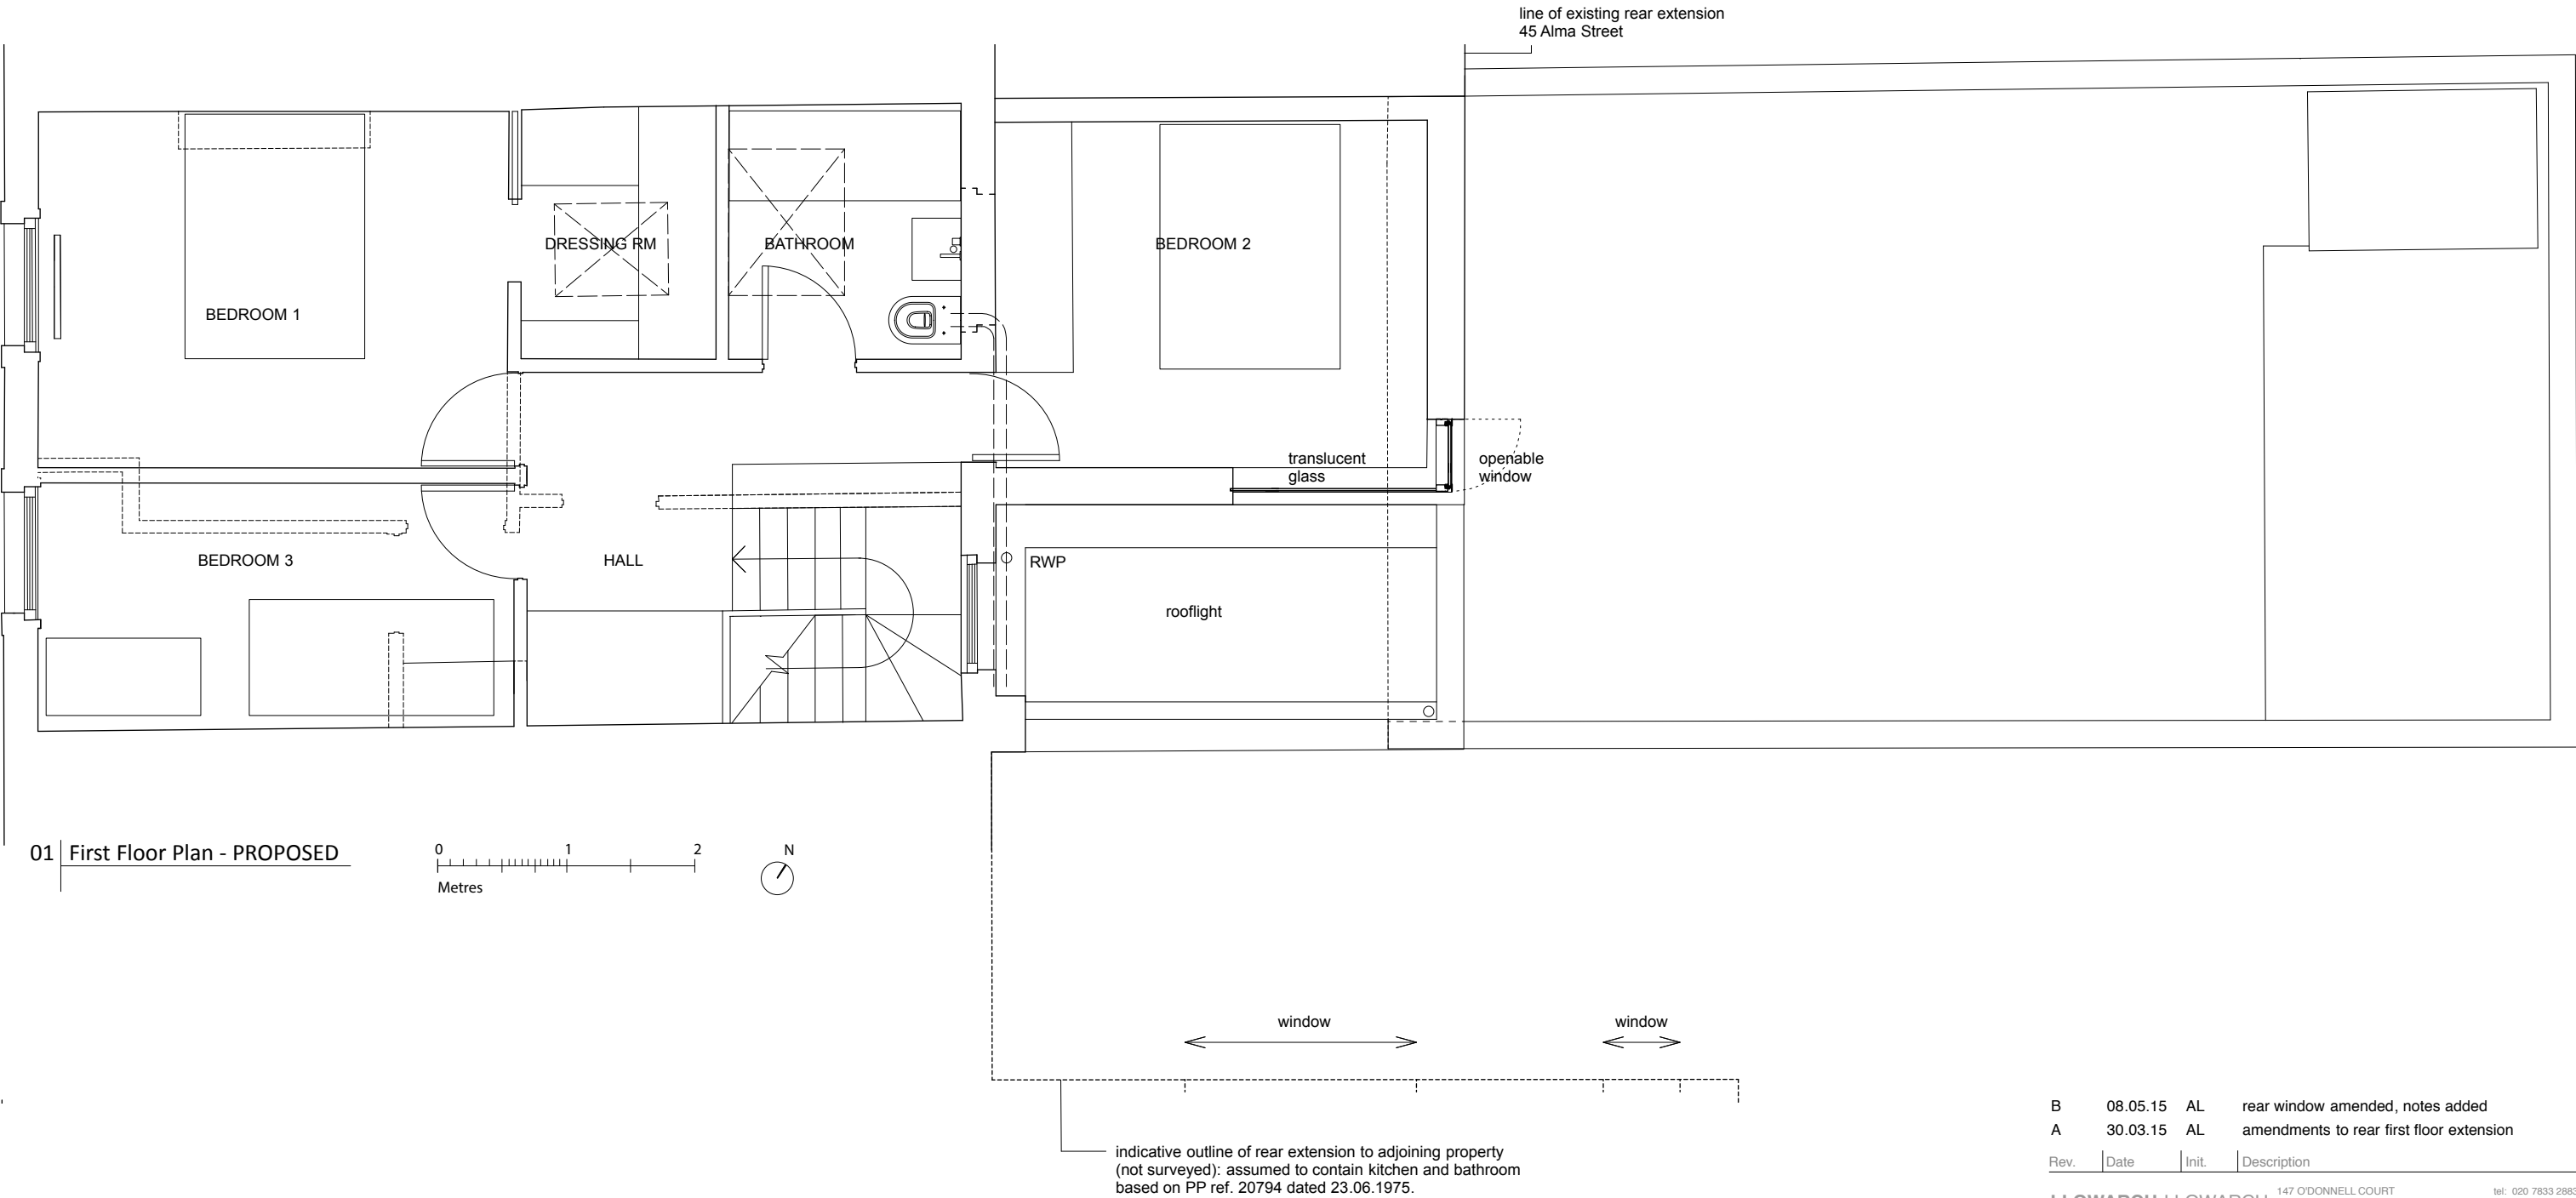 line of existing rear extension
45 Alma Street
DRESSING RM
BATHROOM
BEDROOM 2
BEDROOM 1
translucent
glass
openable
window
BEDROOM 3
HALL
RWP
rooflight
01 First Floor Plan - PROPOSED
0 1 2
Metres
N
window
window
indicative outline of rear extension to adjoining property
(not surveyed): assumed to contain kitchen and bathroom
based on PP ref. 20794 dated 23.06.1975.
B 08.05.15 AL rear window amended, notes added
A 30.03.15 AL amendments to rear first floor extension
Rev. Date Init. Description
147 O'DONNELL COURT tel: 020 7833 2883